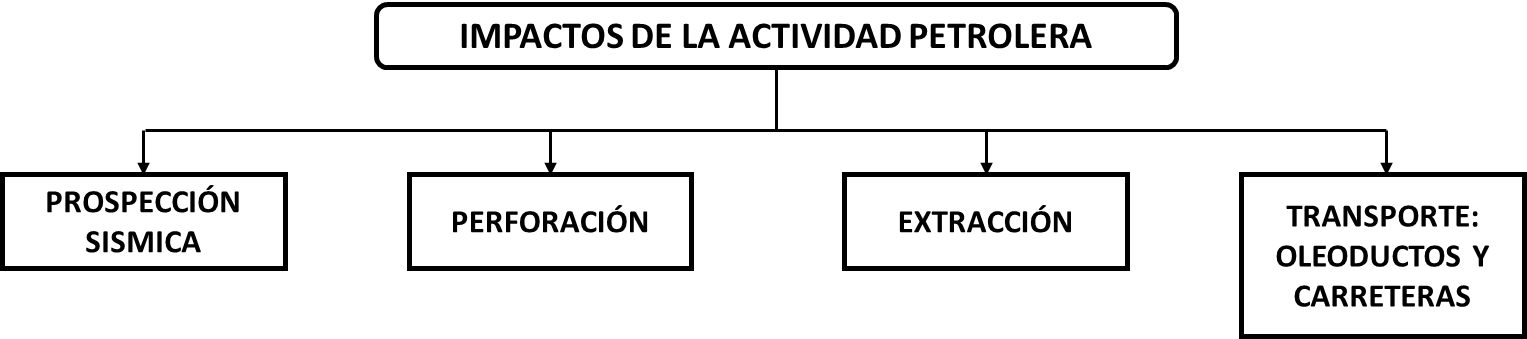 IMPACTOS DE LA ACTIVIDAD PETROLERA
PROSPECCIÓN
SISMICA
PERFORACIÓN
EXTRACCIÓN
TRANSPORTE:
OLEODUCTOS Y
CARRETERAS